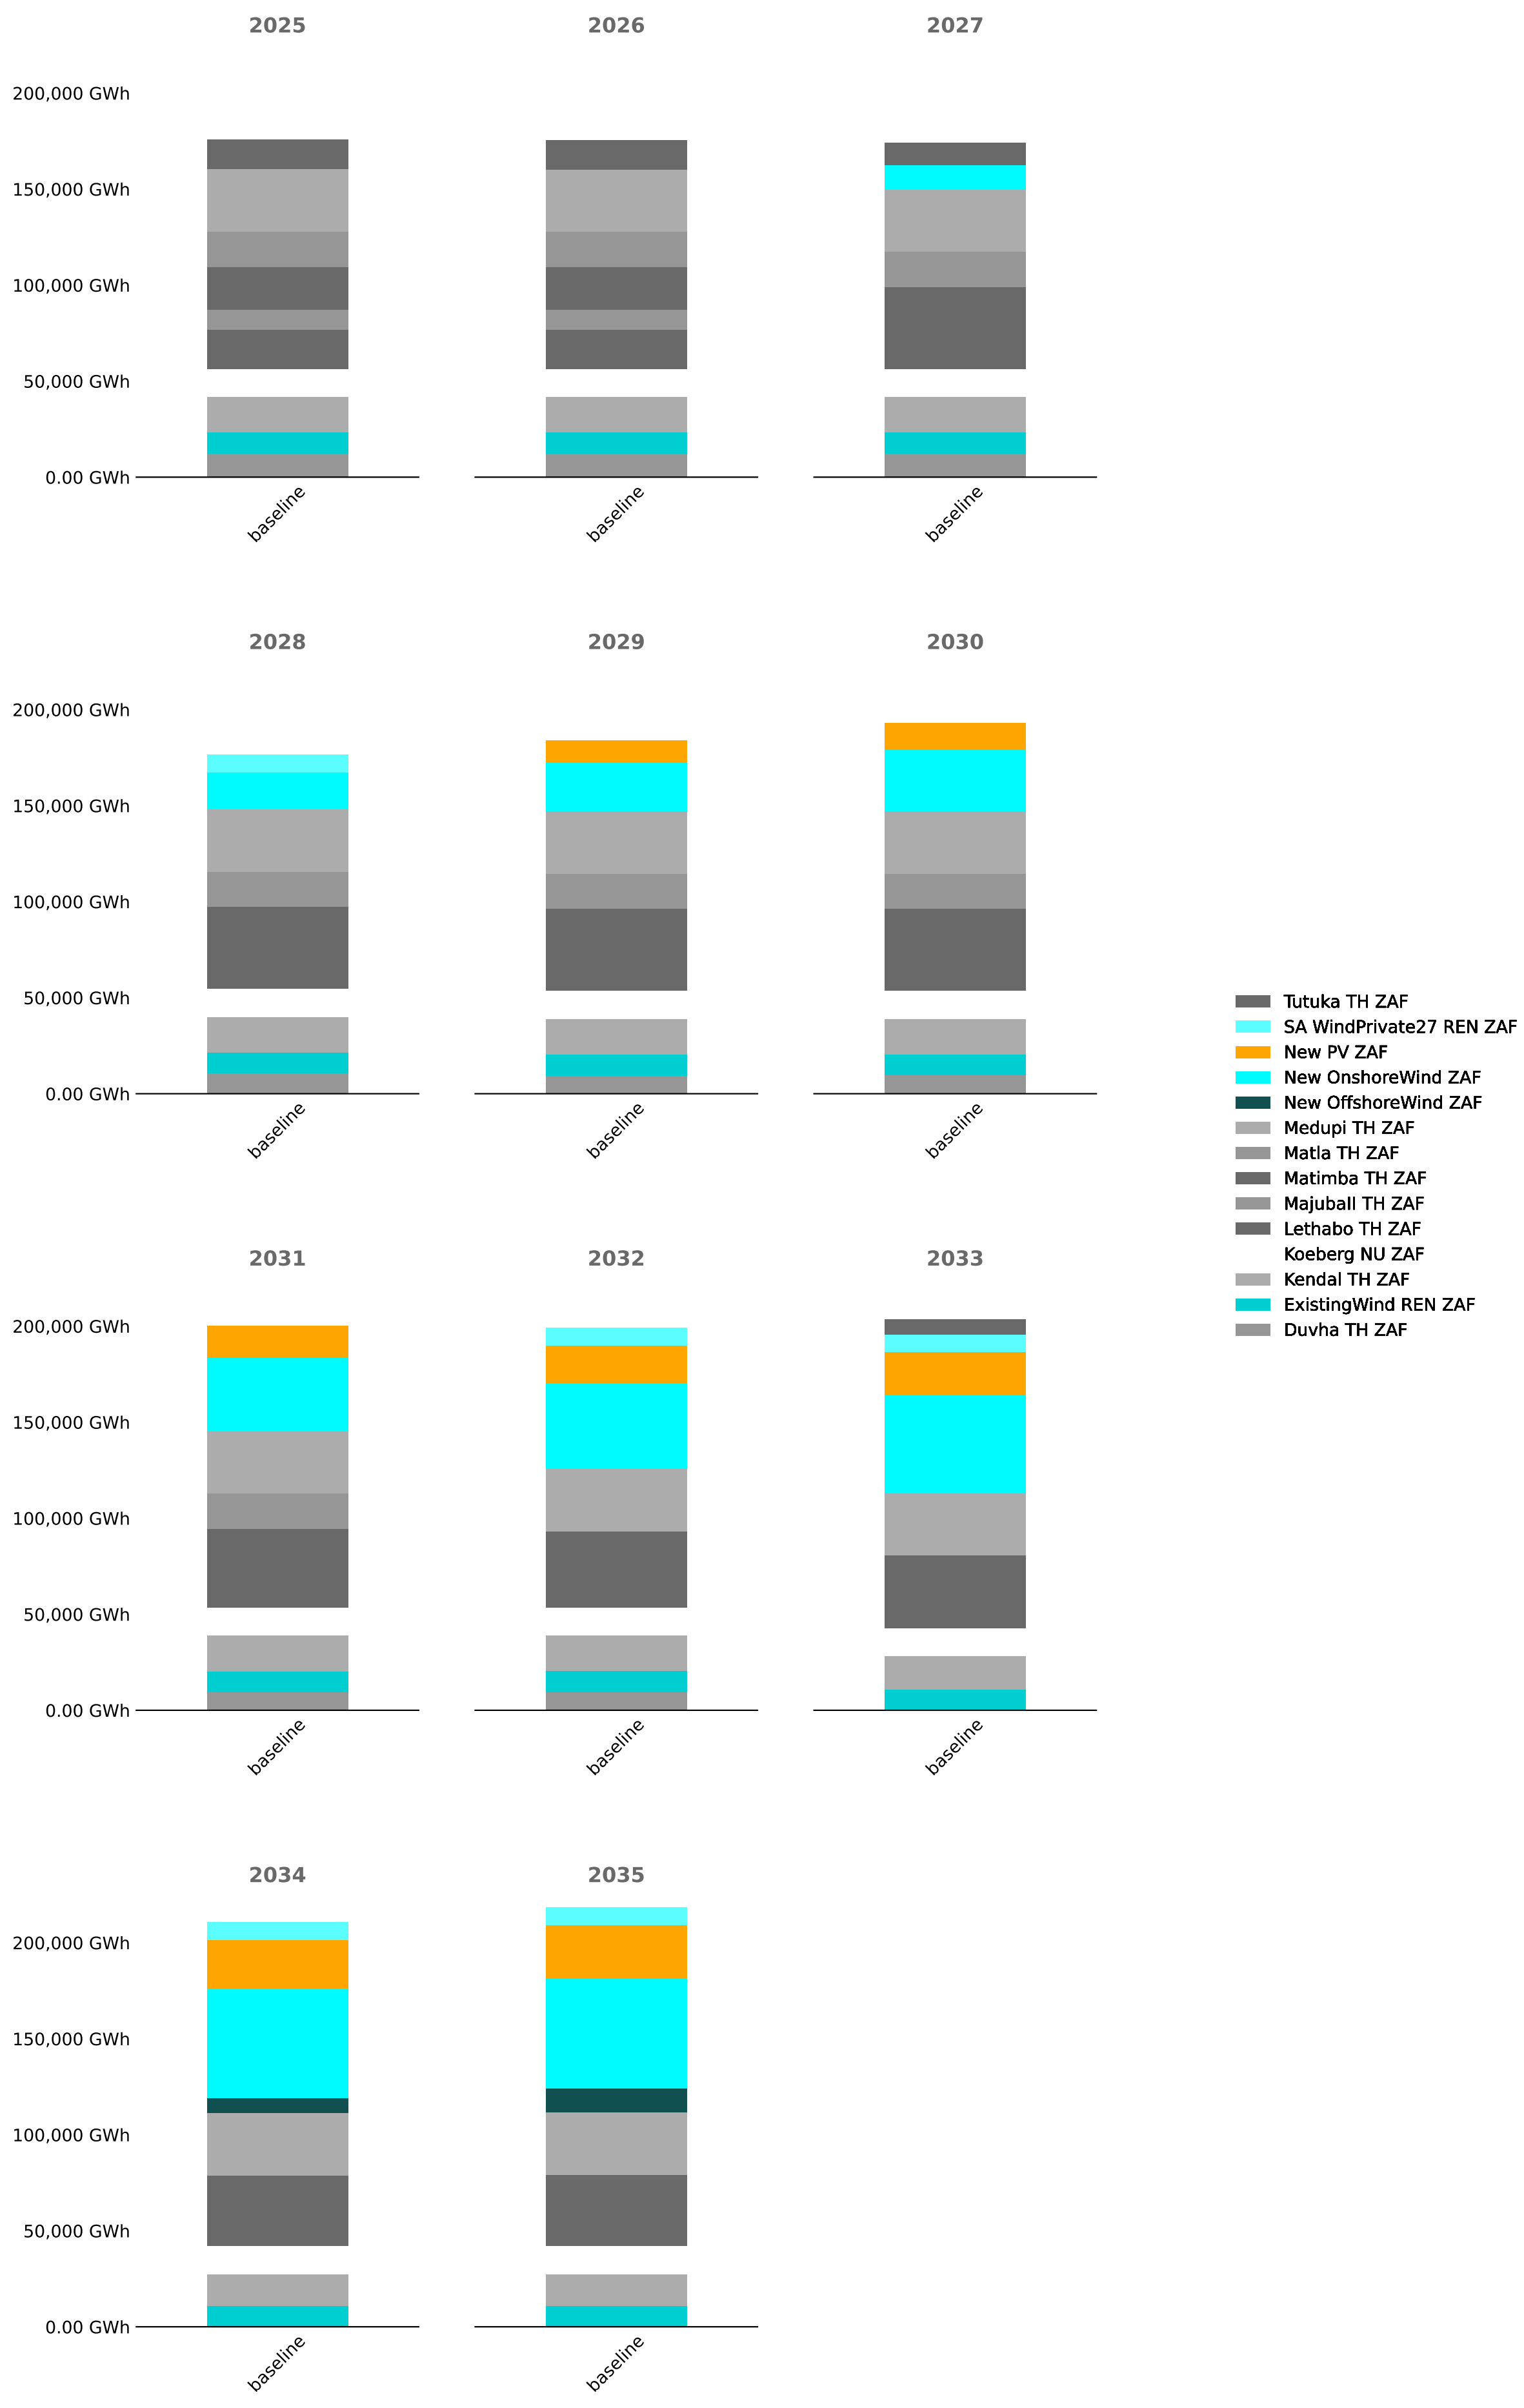 2025
2026
2027
200,000 GWh
150,000 GWh
100,000 GWh
50,000 GWh
0.00 GWh
baseline
baseline
baseline
2028
2029
2030
200,000 GWh
150,000 GWh
100,000 GWh
50,000 GWh
0.00 GWh
baseline
baseline
baseline
Tutuka TH ZAF
SA WindPrivate27 REN ZAF
New PV ZAF
New OnshoreWind ZAF
New OffshoreWind ZAF
Medupi TH ZAF
Matla TH ZAF
Matimba TH ZAF
MajubaII TH ZAF
Lethabo TH ZAF
Koeberg NU ZAF
Kendal TH ZAF
ExistingWind REN ZAF
Duvha TH ZAF
2031
2032
2033
200,000 GWh
150,000 GWh
100,000 GWh
50,000 GWh
0.00 GWh
baseline
baseline
baseline
2034
2035
200,000 GWh
150,000 GWh
100,000 GWh
50,000 GWh
0.00 GWh
baseline
baseline